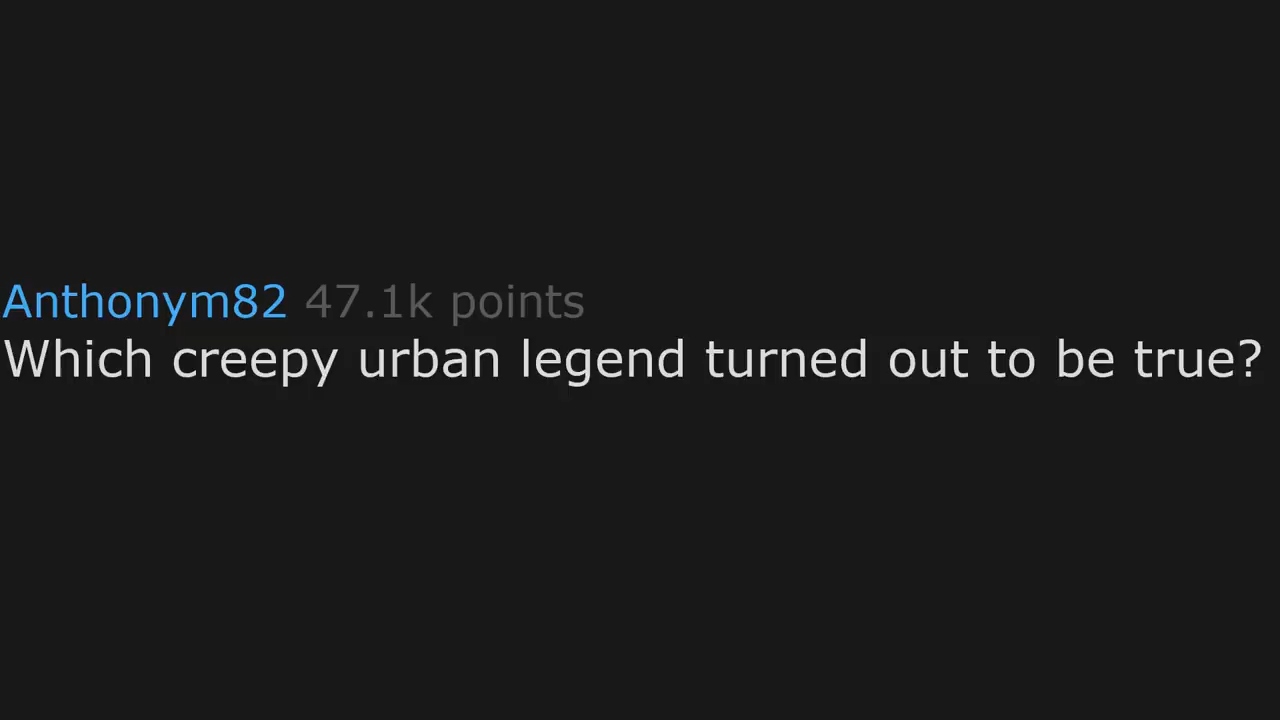 Anthonym82 47.1k points
Which creepy urban legend turned out to be true?